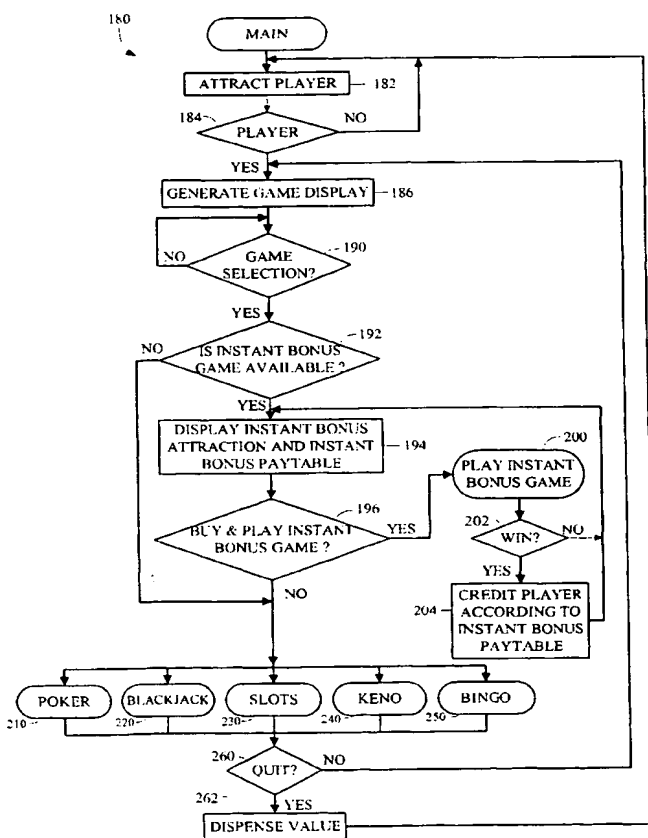 180
MAIN
ATTRACT PLAYER
182
184
PLAYER
NO
YES
GENERATE GAME DISPLAY
186
190
GAME
SELECTION?
NO
YES
192
IS INSTANT BONUS
GAME AVAILABLE ?
NO
YES
DISPLAY INSTANT BONUS
ATTRACTION AND INSTANT
BONUS PAYTABLE
194
200
PLAY INSTANT
BONUS GAME
196
BUY & PLAY INSTANT
BONUS GAME ?
YES
NO
202
WIN?
NO
YES
204
CREDIT PLAYER
ACCORDING TO
INSTANT BONUS
PAYTABLE
POKER
BLACKJACK
SLOTS
KENO
BINGO
210
220
230
240
250
260
QUIT?
NO
262
YES
DISPENSE VALUE